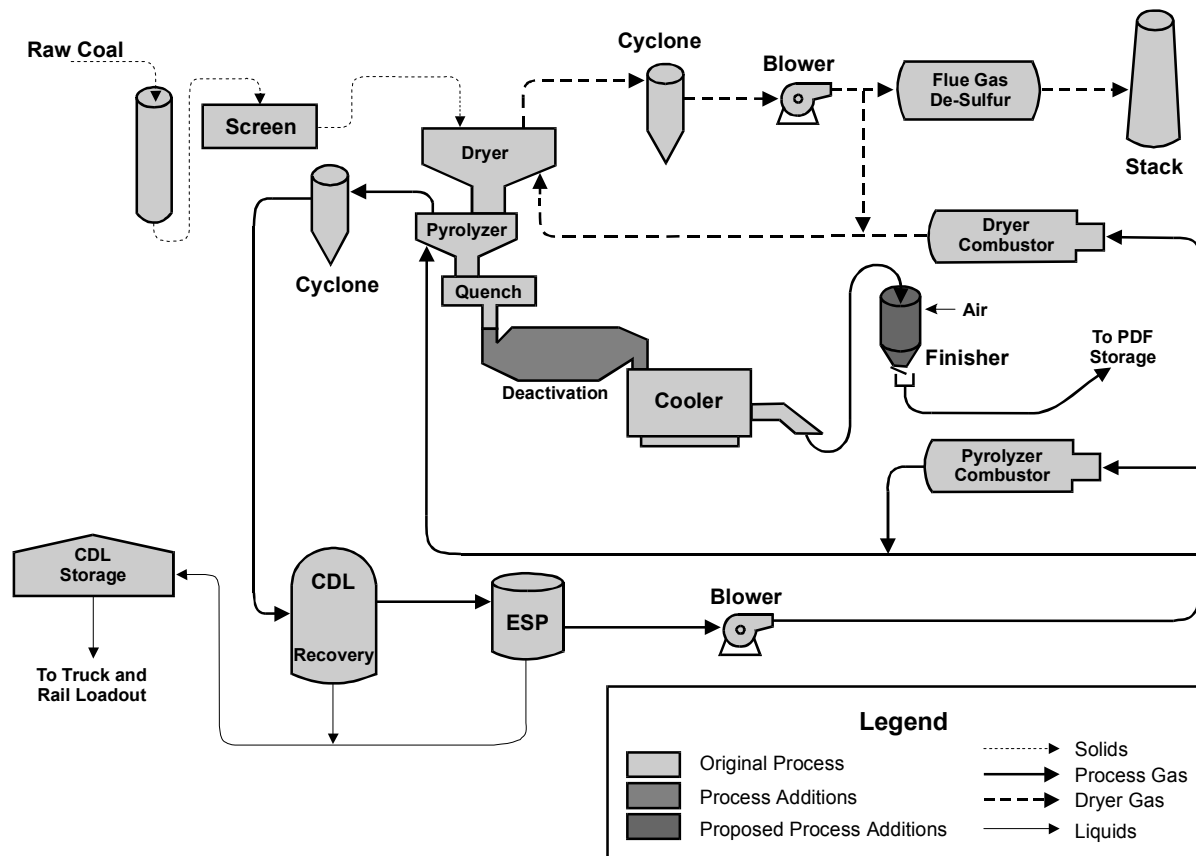 Raw Coal
Screen
Dryer
Cyclone
Blower
Flue Gas
De-Sulfur
Stack
Pyrolyzer
Cyclone
Quench
Deactivation
Cooler
Dryer
Combustor
Air
Finisher
To PDF
Storage
Pyrolyzer
Combustor
CDL
Storage
To Truck and
Rail Loadout
CDL
Recovery
ESP
Blower
Legend
Original Process
Process Additions
Proposed Process Additions
Solids
Process Gas
Dryer Gas
Liquids